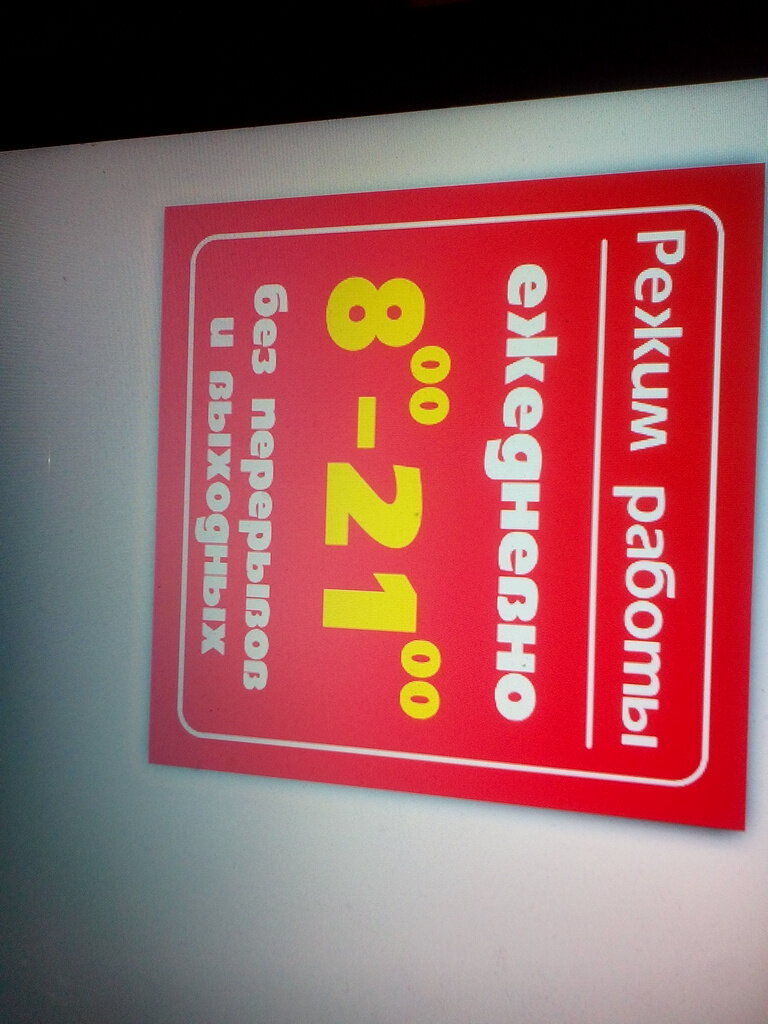 Режим работы
ежедневно
8⁰⁰-21⁰⁰
без перерывов
и выходных